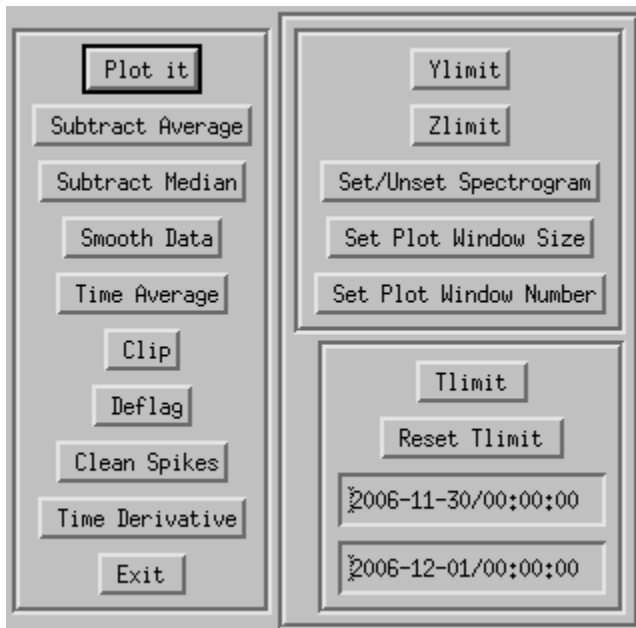 Plot it
Subtract Average
Subtract Median
Smooth Data
Time Average
Clip
Deflag
Clean Spikes
Time Derivative
Exit
Ylimit
Zlimit
Set/Unset Spectrogram
Set Plot Window Size
Set Plot Window Number
Tlimit
Reset Tlimit
2006-11-30/00:00:00
2006-12-01/00:00:00